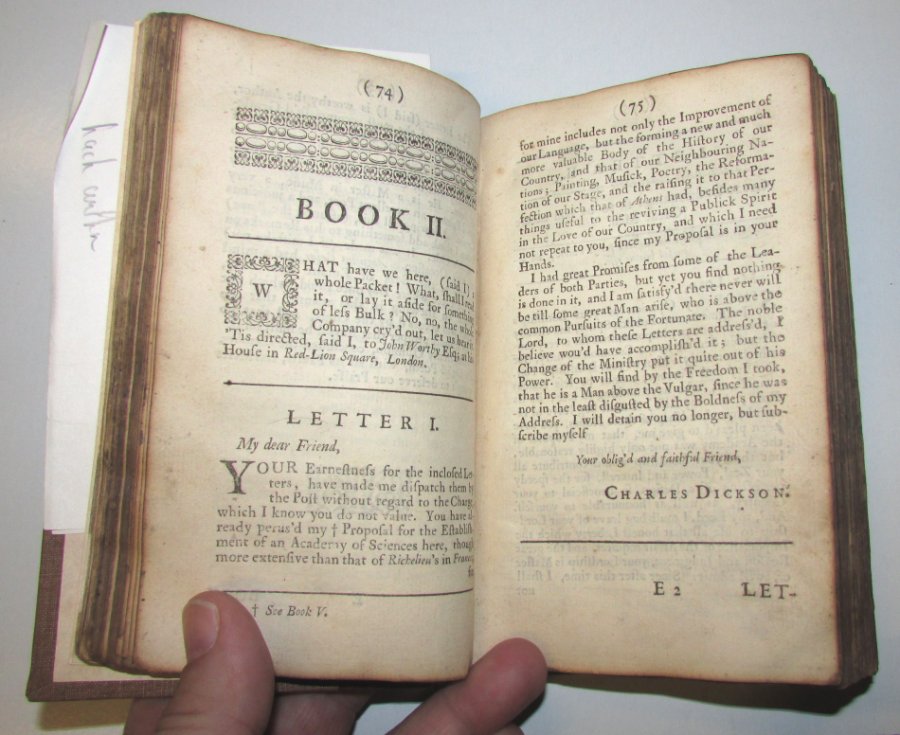 (74)
BOOK II.
WHAT have we here, (said I) a
whole Packet! What, shall I read
it, or lay it aside for something
of less Bulk? No, no, the whole
Company cry'd out, let us hear it.
'Tis directed, said I, to John Worthy Esq; at his
House in Red-Lion Square, London.
LETTER I.
My dear Friend,
YOUR Earnestness for the inclosed Let-
ters, have made me dispatch them by
the Post without regard to the Charge,
which I know you do not value. You have al-
ready perus'd my † Proposal for the Establish-
ment of an Academy of Sciences here, though
more extensive than that of Richelieu's in France,
for
† See Book V.
(75)
for mine includes not only the Improvement of
our Language, but the forming a new and much
more valuable Body of the History of our
Country, and that of our Neighbouring Na-
tions; Painting, Musick, Poetry, the Reforma-
tion of our Stage, and the raising it to that Per-
fection which that of Athens had, besides many
things useful to the reviving a Publick Spirit
in the Love of our Country, and which I need
not repeat to you, since my Proposal is in your
Hands.
I had great Promises from some of the Lea-
ders of both Parties, but yet you find nothing
is done in it, and I am satisfy'd there never will
be till some great Man arise, who is above the
common Pursuits of the Fortunate. The noble
Lord, to whom these Letters are address'd, I
believe wou'd have accomplish'd it; but the
Change of the Ministry put it quite out of his
Power. You will find by the Freedom I took,
that he is a Man above the Vulgar, since he was
not in the least disgusted by the Boldness of my
Address. I will detain you no longer, but sub-
scribe myself
Your oblig'd and faithful Friend,
CHARLES DICKSON.
E 2 LET-